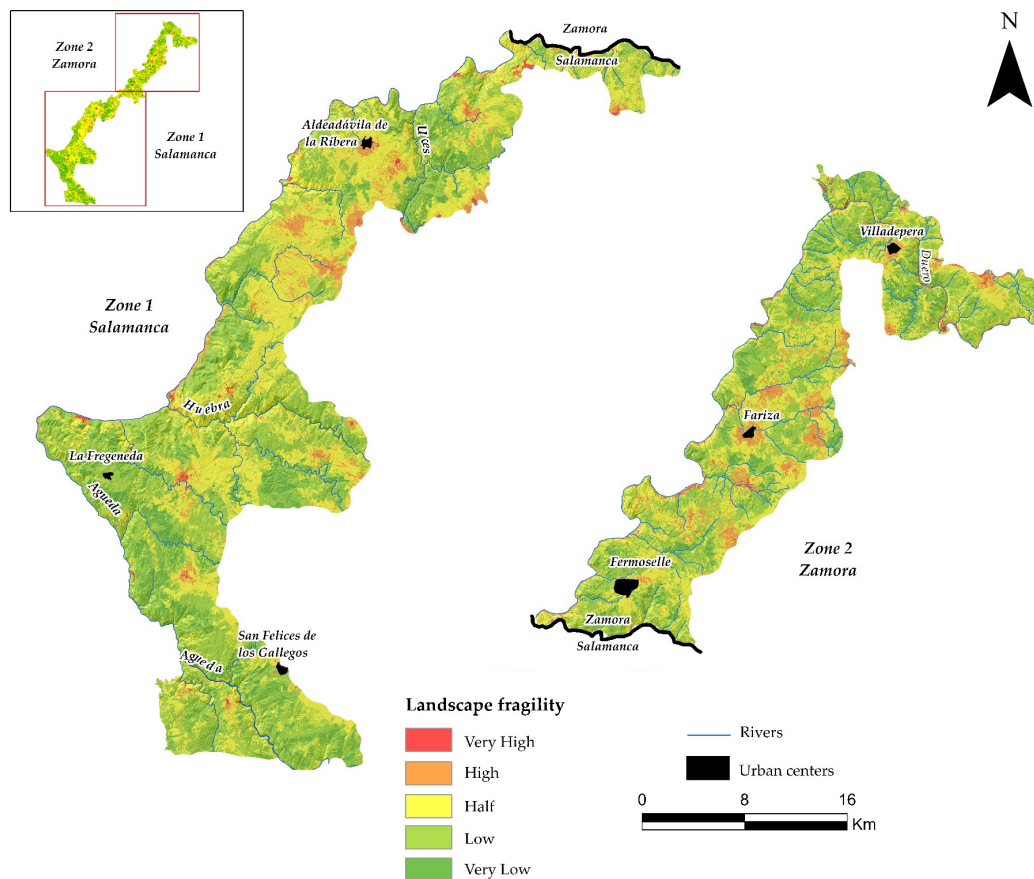 Zone 2
Zamora
Zone 1
Salamanca
N
Zamora
Salamanca
Aldeadávila de
la Ribera
Uces
Zone 1
Salamanca
Huebra
La Fregeneda
Agueda
San Felices de
los Gallegos
Agueda
Villadepera
Duero
Fariza
Zone 2
Zamora
Fermoselle
Zamora
Salamanca
Landscape fragility
Very High
High
Half
Low
Very Low
Rivers
Urban centers
0 8 16
Km